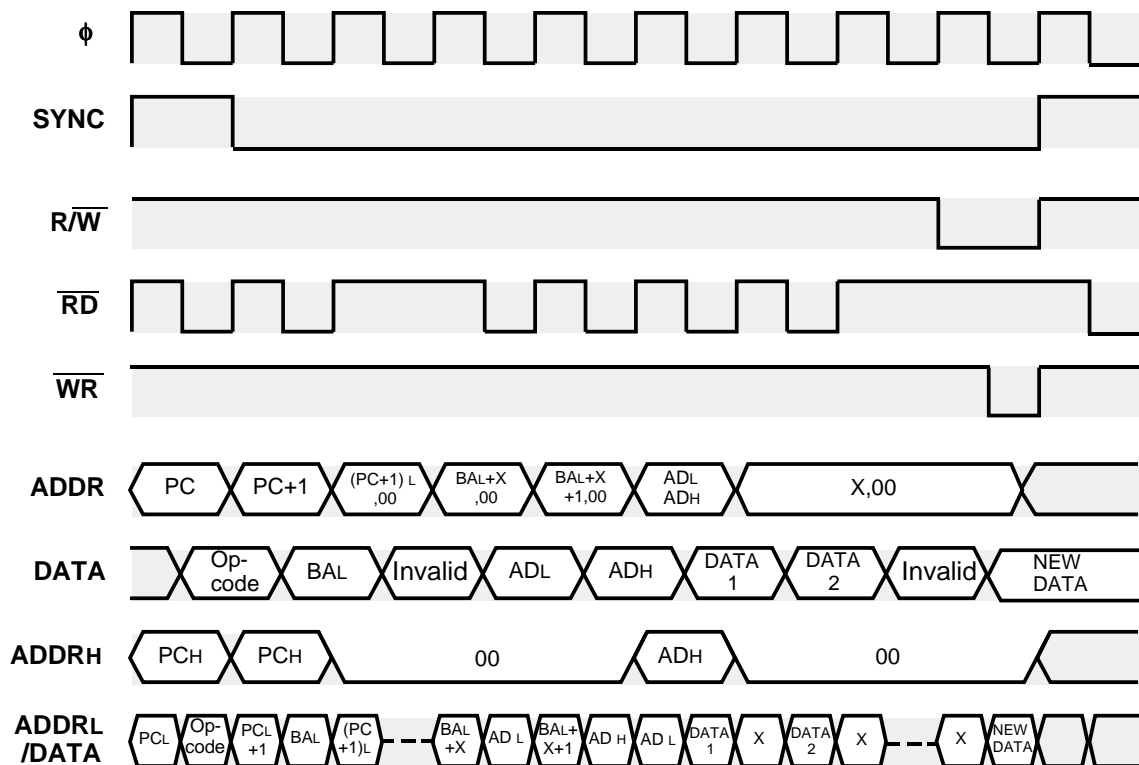 ϕ
SYNC
R/W
RD
WR
ADDR PC PC+1 (PC+1) L ,00 BAL+X ,00 BAL+X +1,00 ADL ADH X,00
DATA Op-code BAL Invalid ADL ADH DATA 1 DATA 2 Invalid NEW DATA
ADDRH PCH PCH 00 ADH 00
ADDRL /DATA PCL Op-code PCL +1 BAL (PC +1)L BAL +X AD L BAL+ X+1 AD H AD L DATA 1 X DATA 2 X X NEW DATA